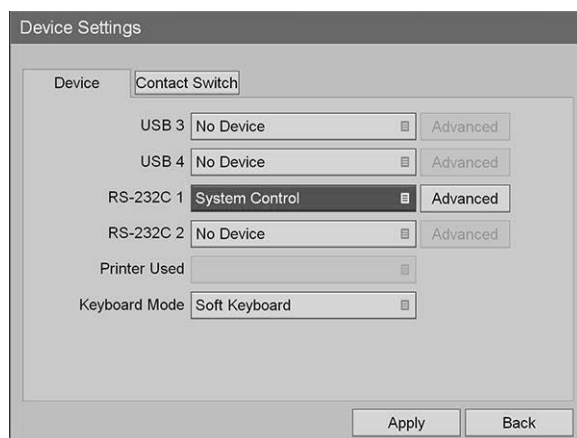 Device Settings
Device Contact Switch
USB 3 No Device Advanced
USB 4 No Device Advanced
RS-232C 1 System Control Advanced
RS-232C 2 No Device Advanced
Printer Used
Keyboard Mode Soft Keyboard
Apply Back